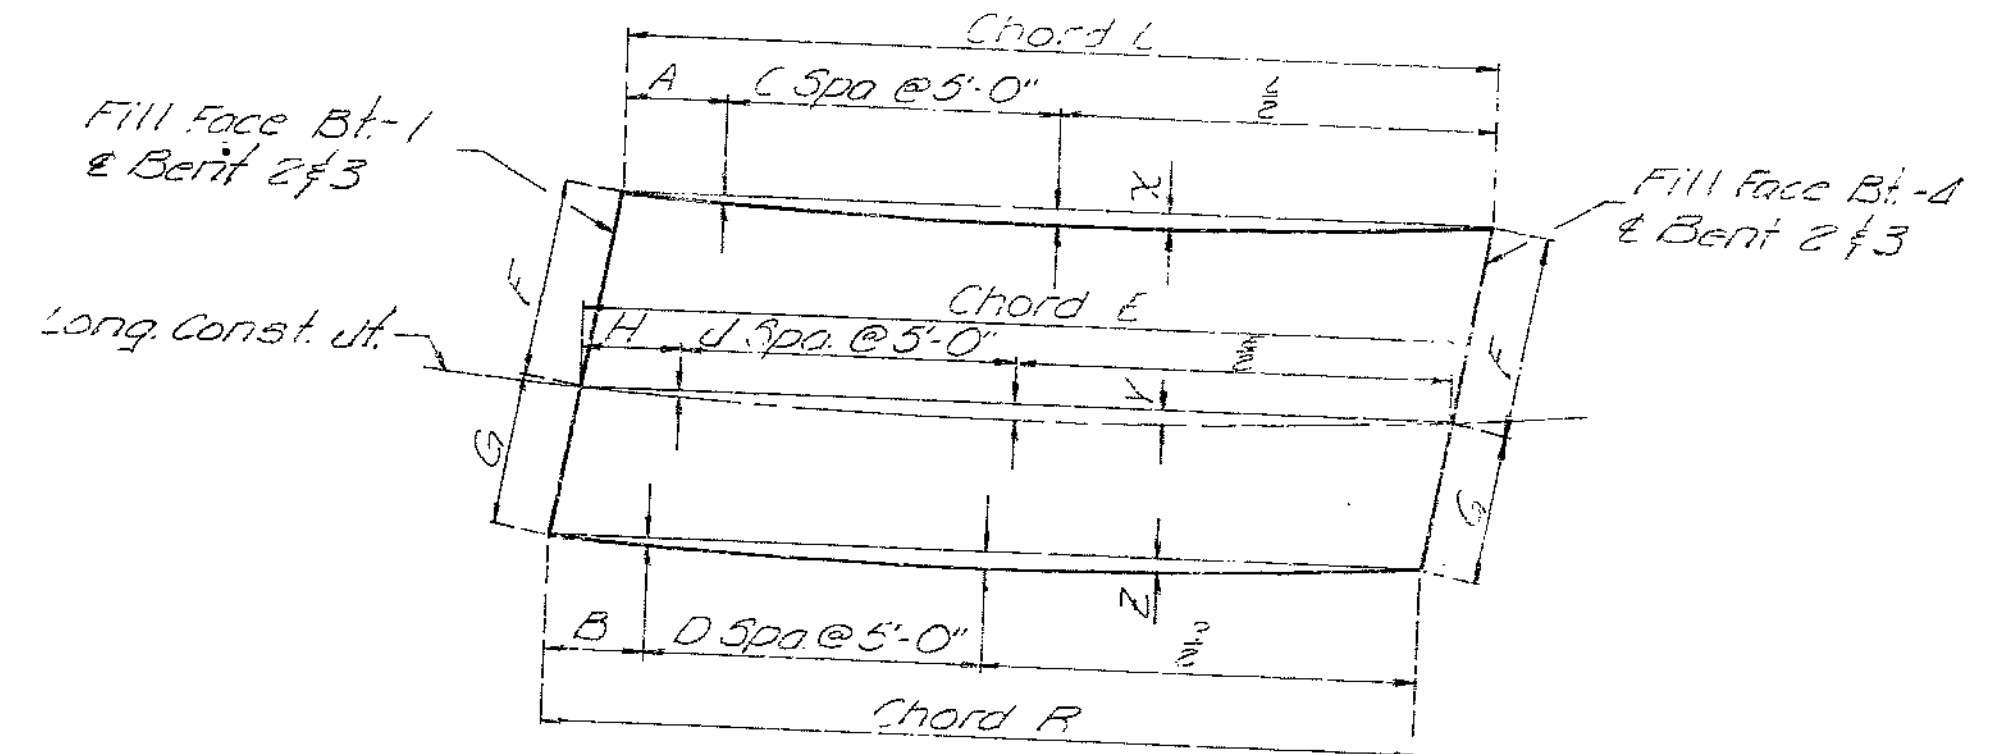 Chord L
A
C Spa @ 5'-0"
L/2
Fill Face Bt.-1
℄ Bent 2 & 3
X
Fill Face Bt.-4
℄ Bent 2 & 3
F
Chord E
F
Long. Const. Jt.
H
J Spa. @ 5'-0"
E/2
Y
G
G
Z
B
D Spa. @ 5'-0"
R/2
Chord R